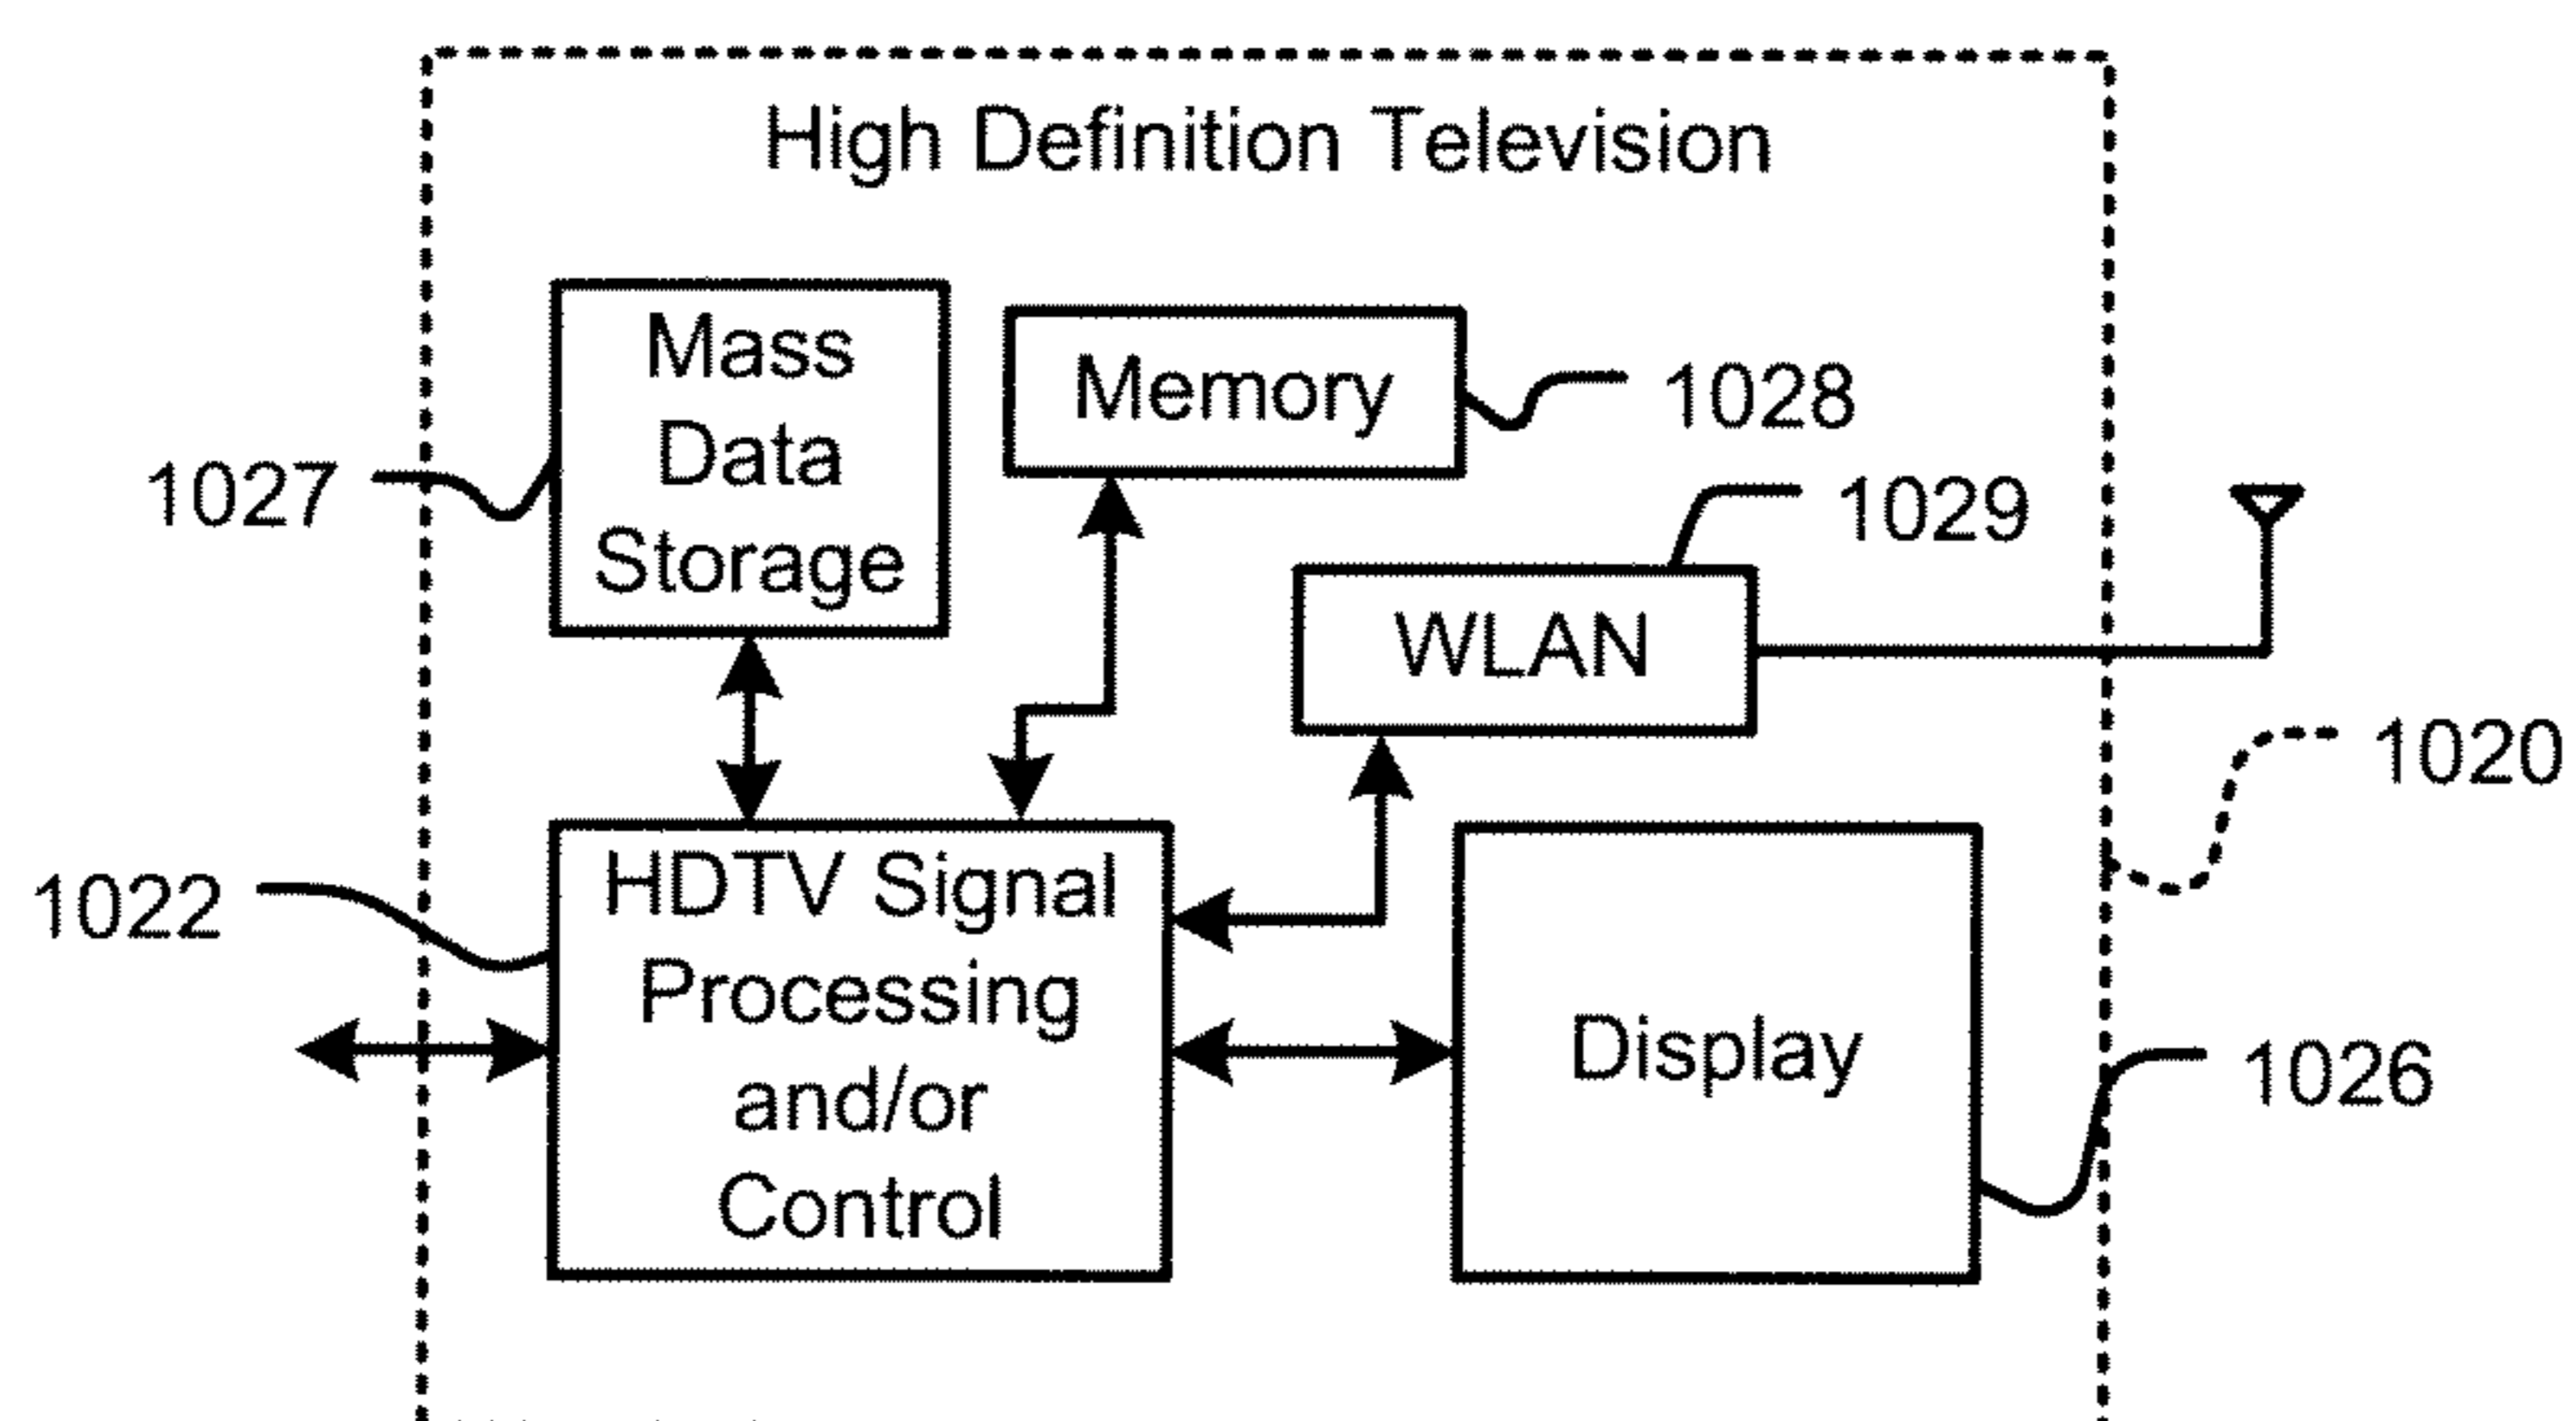 High Definition Television
Mass
Data
Storage
1027
Memory
1028
WLAN
1029
1020
HDTV Signal
Processing
and/or
Control
1022
Display
1026